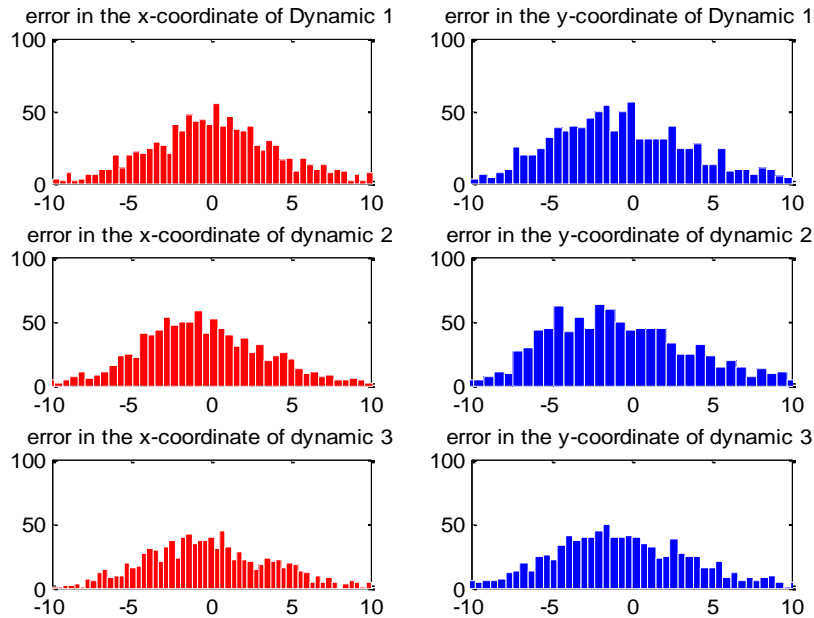 error in the x-coordinate of Dynamic 1
100
50
0
-10 -5 0 5 10
error in the y-coordinate of Dynamic 1
100
50
0
-10 -5 0 5 10
error in the x-coordinate of dynamic 2
100
50
0
-10 -5 0 5 10
error in the y-coordinate of dynamic 2
100
50
0
-10 -5 0 5 10
error in the x-coordinate of dynamic 3
100
50
0
-10 -5 0 5 10
error in the y-coordinate of dynamic 3
100
50
0
-10 -5 0 5 10